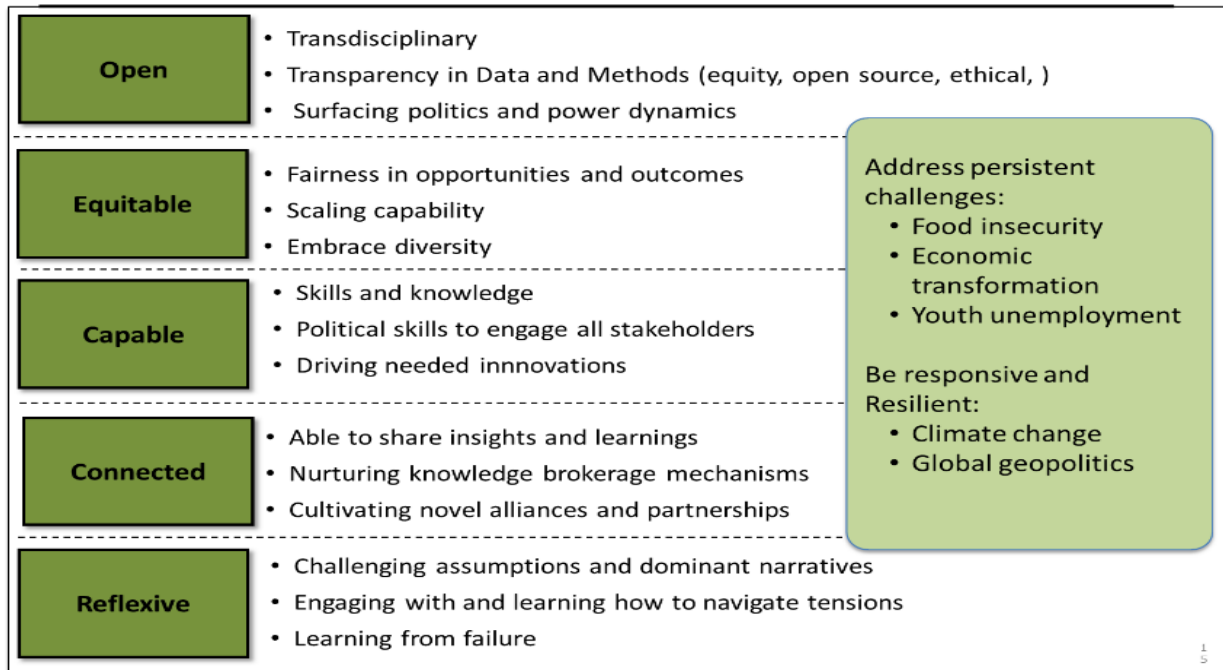 Open
• Transdisciplinary
• Transparency in Data and Methods (equity, open source, ethical, )
• Surfacing politics and power dynamics
Equitable
• Fairness in opportunities and outcomes
• Scaling capability
• Embrace diversity
Capable
• Skills and knowledge
• Political skills to engage all stakeholders
• Driving needed innnovations
Connected
• Able to share insights and learnings
• Nurturing knowledge brokerage mechanisms
• Cultivating novel alliances and partnerships
Reflexive
• Challenging assumptions and dominant narratives
• Engaging with and learning how to navigate tensions
• Learning from failure
Address persistent
challenges:
• Food insecurity
• Economic
transformation
• Youth unemployment
Be responsive and
Resilient:
• Climate change
• Global geopolitics
1
5